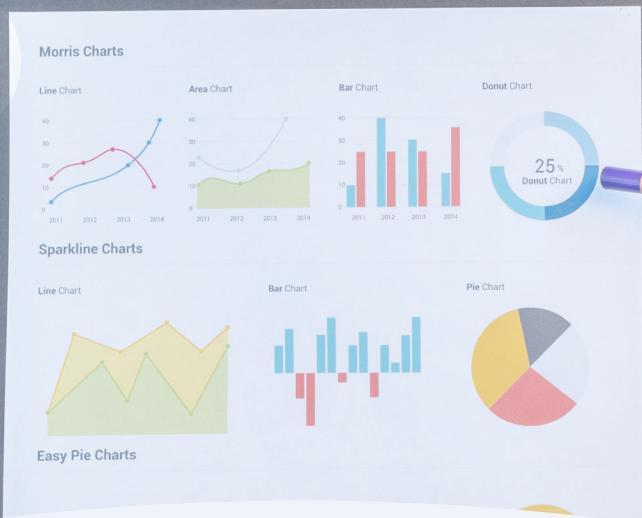 Morris Charts
Line Chart
Area Chart
Bar Chart
Donut Chart
40
30
20
10
0
2011 2012 2013 2014
40
30
20
10
0
2011 2012 2013 2014
40
30
20
10
0
2011 2012 2013 2014
25 %
Donut Chart
Sparkline Charts
Line Chart
Bar Chart
Pie Chart
Easy Pie Charts